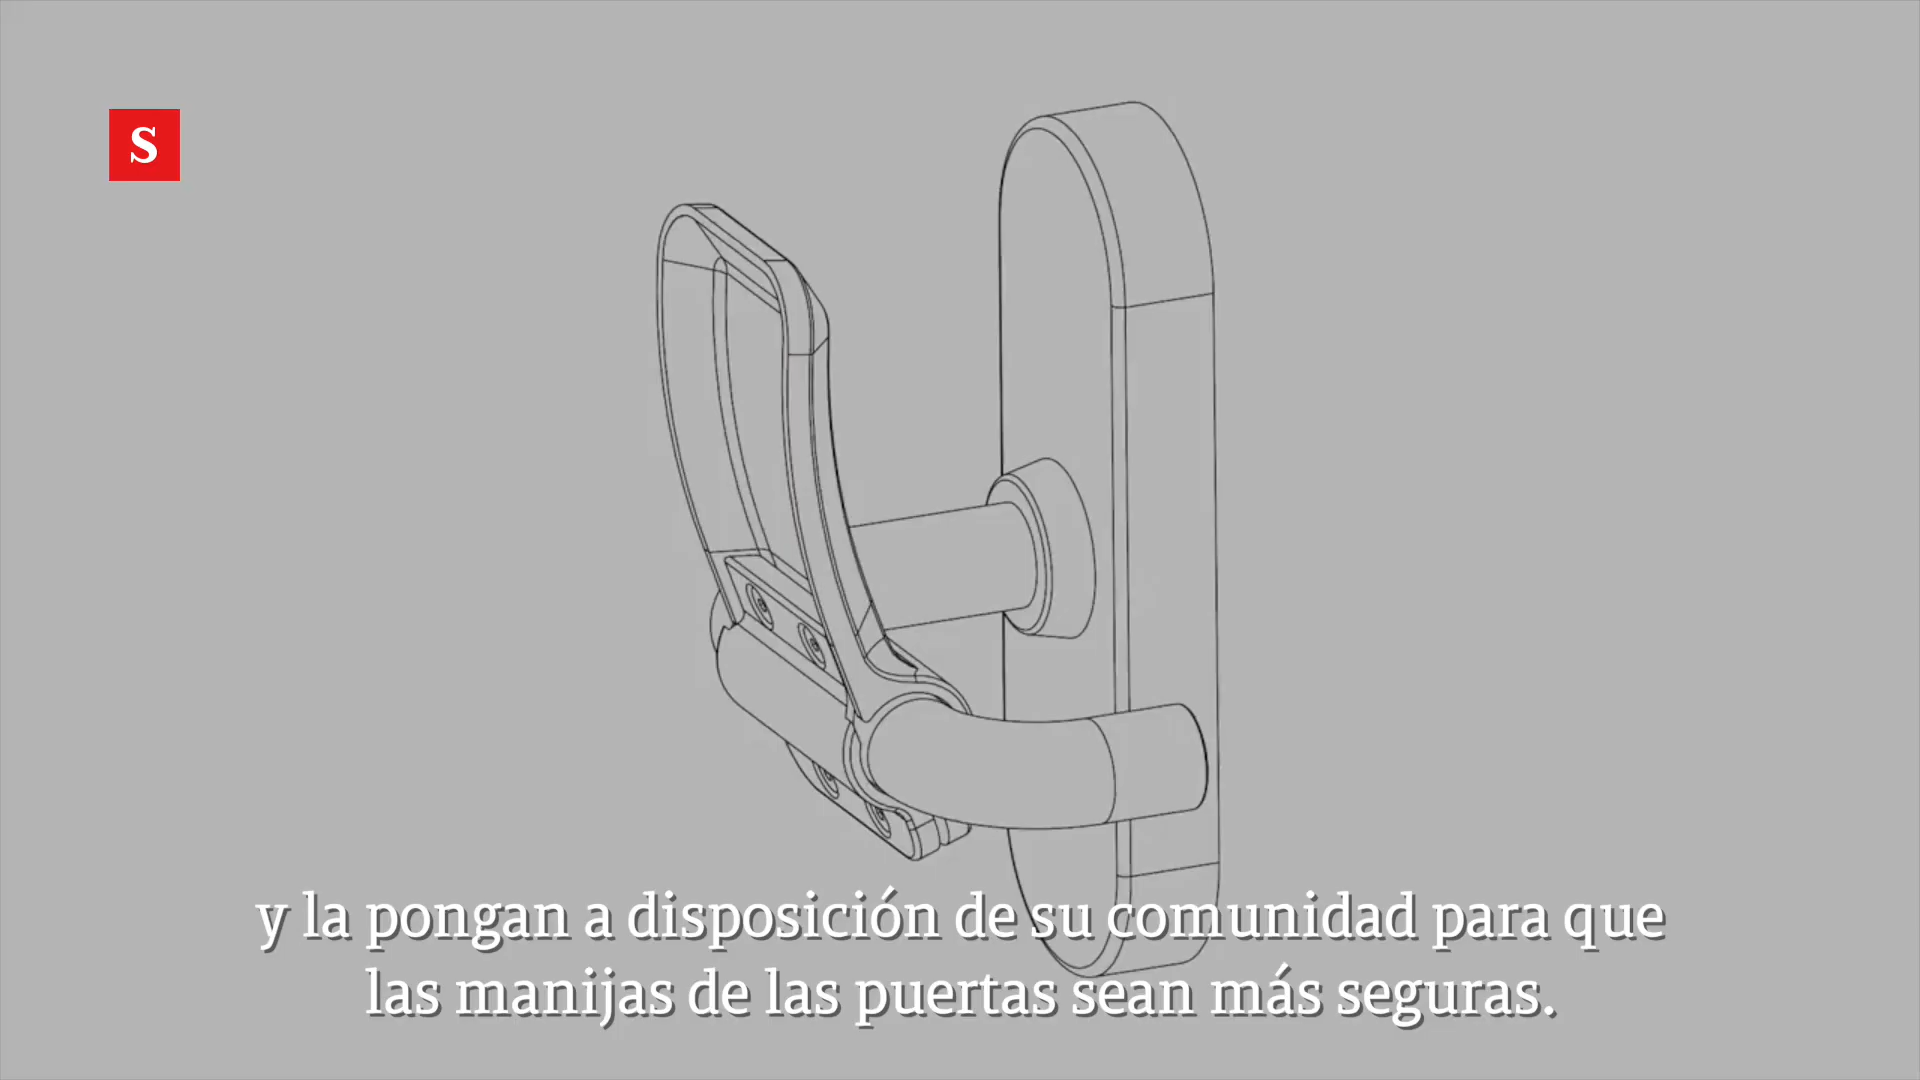 S
y la pongan a disposición de su comunidad para que
las manijas de las puertas sean más seguras.